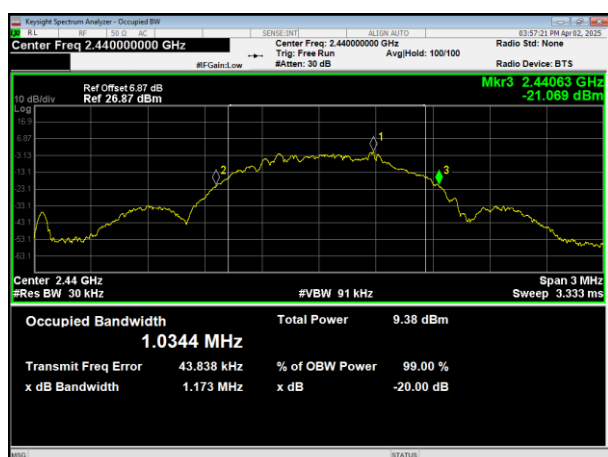 Keysight Spectrum Analyzer - Occupied BW
RL RF 50 Ω AC SENSE:INT ALIGN AUTO 03:57:21 PM Apr 02, 2025
Center Freq 2.440000000 GHz
Center Freq: 2.440000000 GHz
Radio Std: None
Trig: Free Run Avg|Hold: 100/100
#IFGain:Low #Atten: 30 dB Radio Device: BTS
Mkr3 2.44063 GHz
-21.069 dBm
Ref Offset 6.87 dB
10 dB/div Ref 26.87 dBm
Log
16.9
6.87
-3.13
-13.1
-23.1
-33.1
-43.1
-53.1
-63.1
1
2
3
Center 2.44 GHz Span 3 MHz
#Res BW 30 kHz #VBW 91 kHz Sweep 3.333 ms
Occupied Bandwidth Total Power 9.38 dBm
1.0344 MHz
Transmit Freq Error 43.838 kHz % of OBW Power 99.00 %
x dB Bandwidth 1.173 MHz x dB -20.00 dB
MSG STATUS